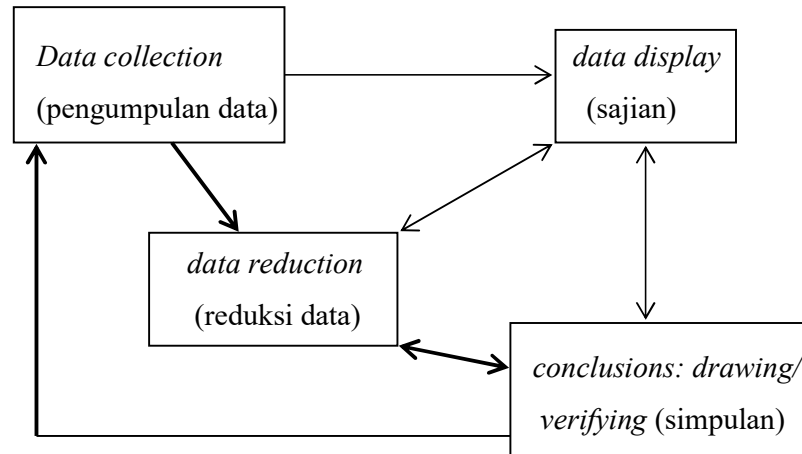 Data collection
(pengumpulan data)
data display
(sajian)
data reduction
(reduksi data)
conclusions: drawing/
verifying (simpulan)